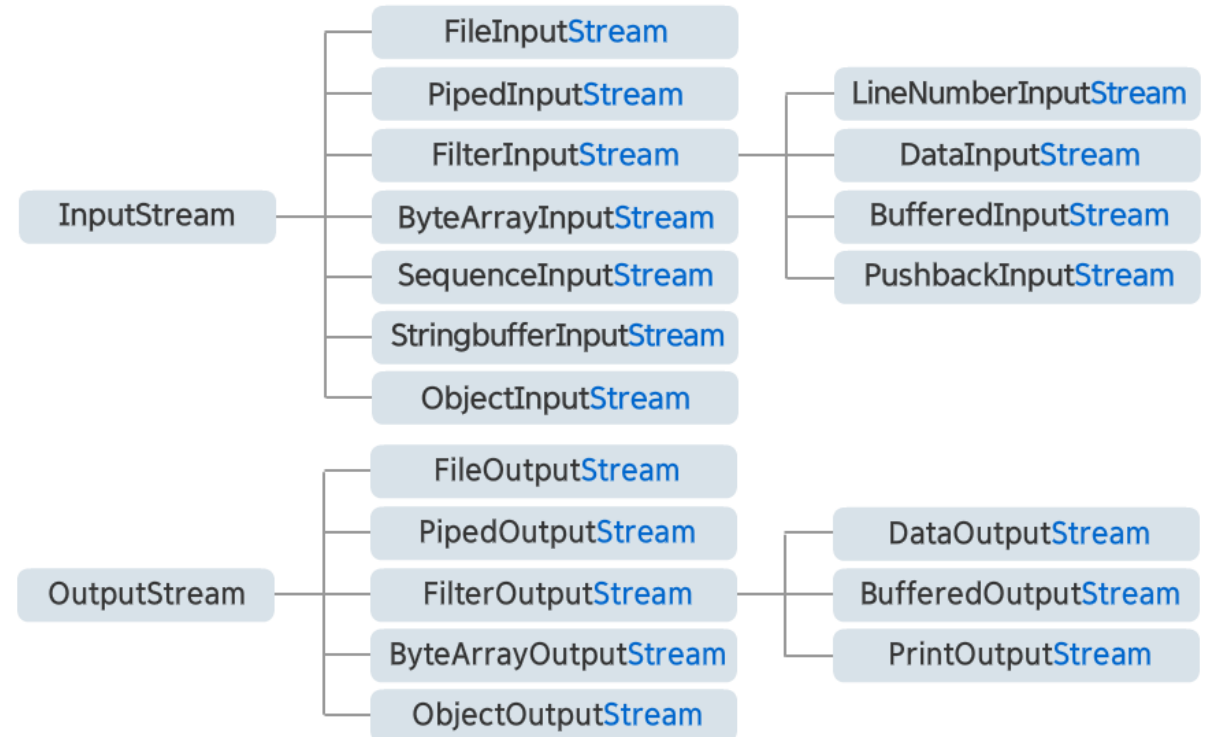 FileInputStream
PipedInputStream
LineNumberInputStream
FilterInputStream
DataInputStream
InputStream
ByteArrayInputStream
BufferedInputStream
SequenceInputStream
PushbackInputStream
StringbufferInputStream
ObjectInputStream
FileOutputStream
PipedOutputStream
DataOutputStream
OutputStream
FilterOutputStream
BufferedOutputStream
ByteArrayOutputStream
PrintOutputStream
ObjectOutputStream